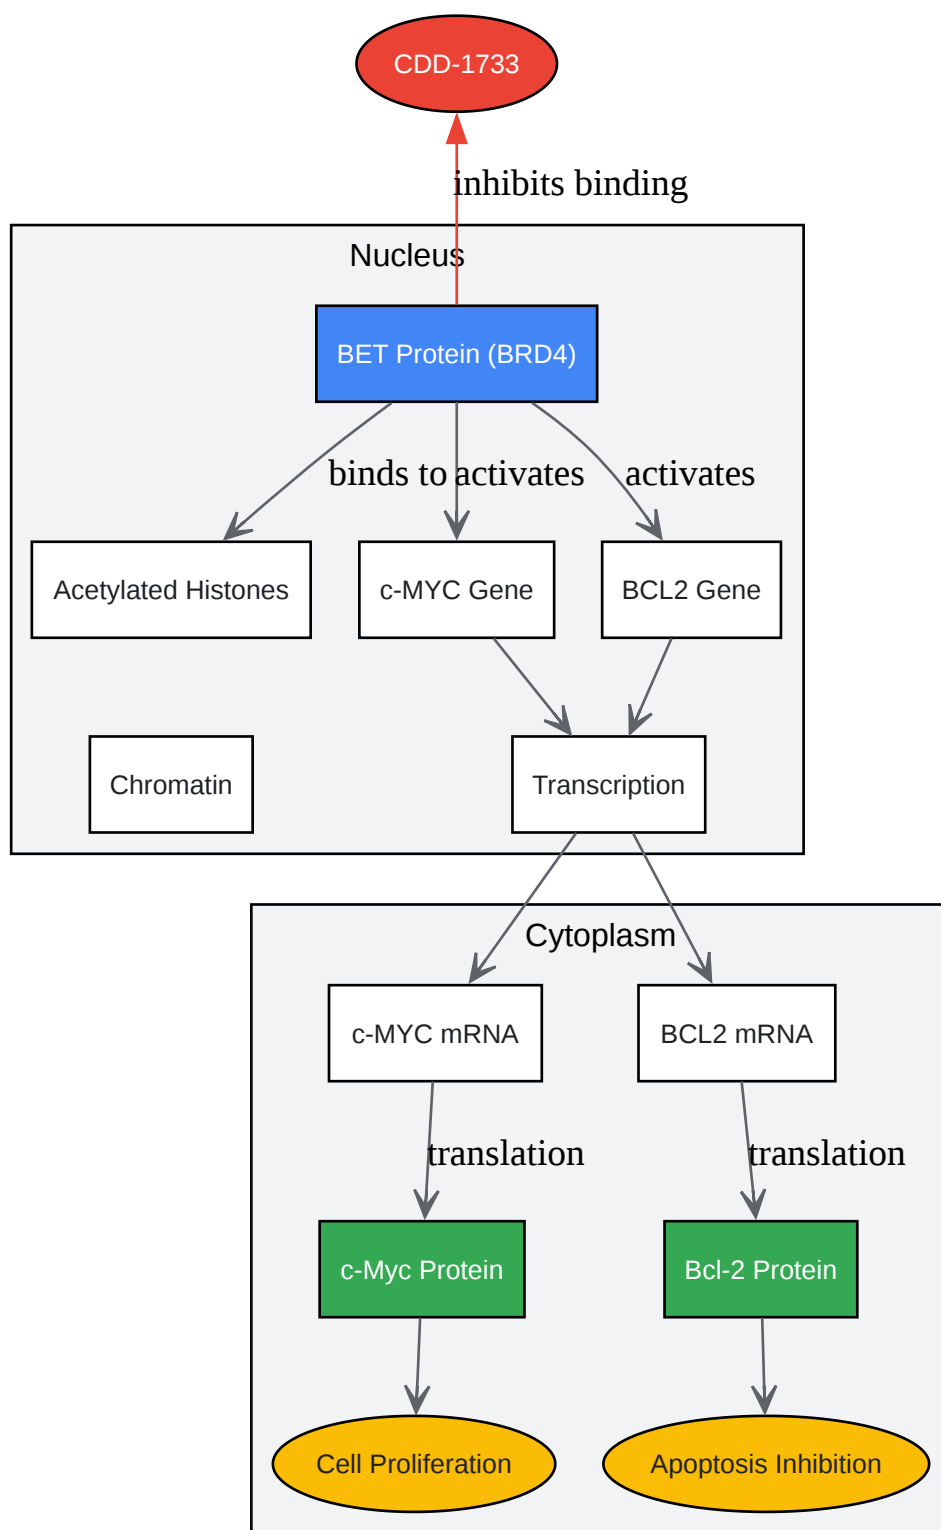 CDD-1733
inhibits binding
Nucleus
BET Protein (BRD4)
binds to
activates
activates
Acetylated Histones
c-MYC Gene
BCL2 Gene
Chromatin
Transcription
Cytoplasm
c-MYC mRNA
BCL2 mRNA
translation
translation
c-Myc Protein
Bcl-2 Protein
Cell Proliferation
Apoptosis Inhibition